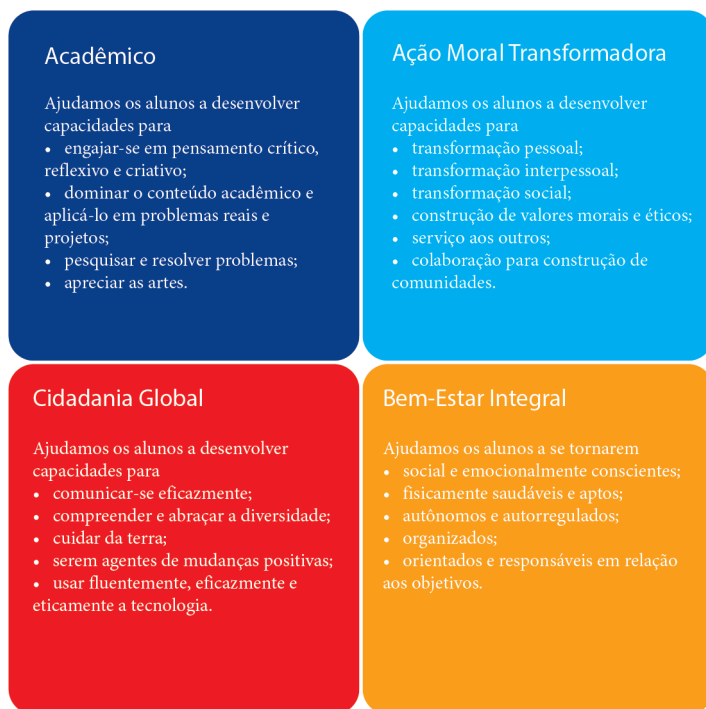 Acadêmico
Ajudamos os alunos a desenvolver
capacidades para
• engajar-se em pensamento crítico,
reflexivo e criativo;
• dominar o conteúdo acadêmico e
aplicá-lo em problemas reais e
projetos;
• pesquisar e resolver problemas;
• apreciar as artes.
Ação Moral Transformadora
Ajudamos os alunos a desenvolver
capacidades para
• transformação pessoal;
• transformação interpessoal;
• transformação social;
• construção de valores morais e éticos;
• serviço aos outros;
• colaboração para construção de
comunidades.
Cidadania Global
Ajudamos os alunos a desenvolver
capacidades para
• comunicar-se eficazmente;
• compreender e abraçar a diversidade;
• cuidar da terra;
• serem agentes de mudanças positivas;
• usar fluentemente, eficazmente e
eticamente a tecnologia.
Bem-Estar Integral
Ajudamos os alunos a se tornarem
• social e emocionalmente conscientes;
• fisicamente saudáveis e aptos;
• autônomos e autorregulados;
• organizados;
• orientados e responsáveis em relação
aos objetivos.